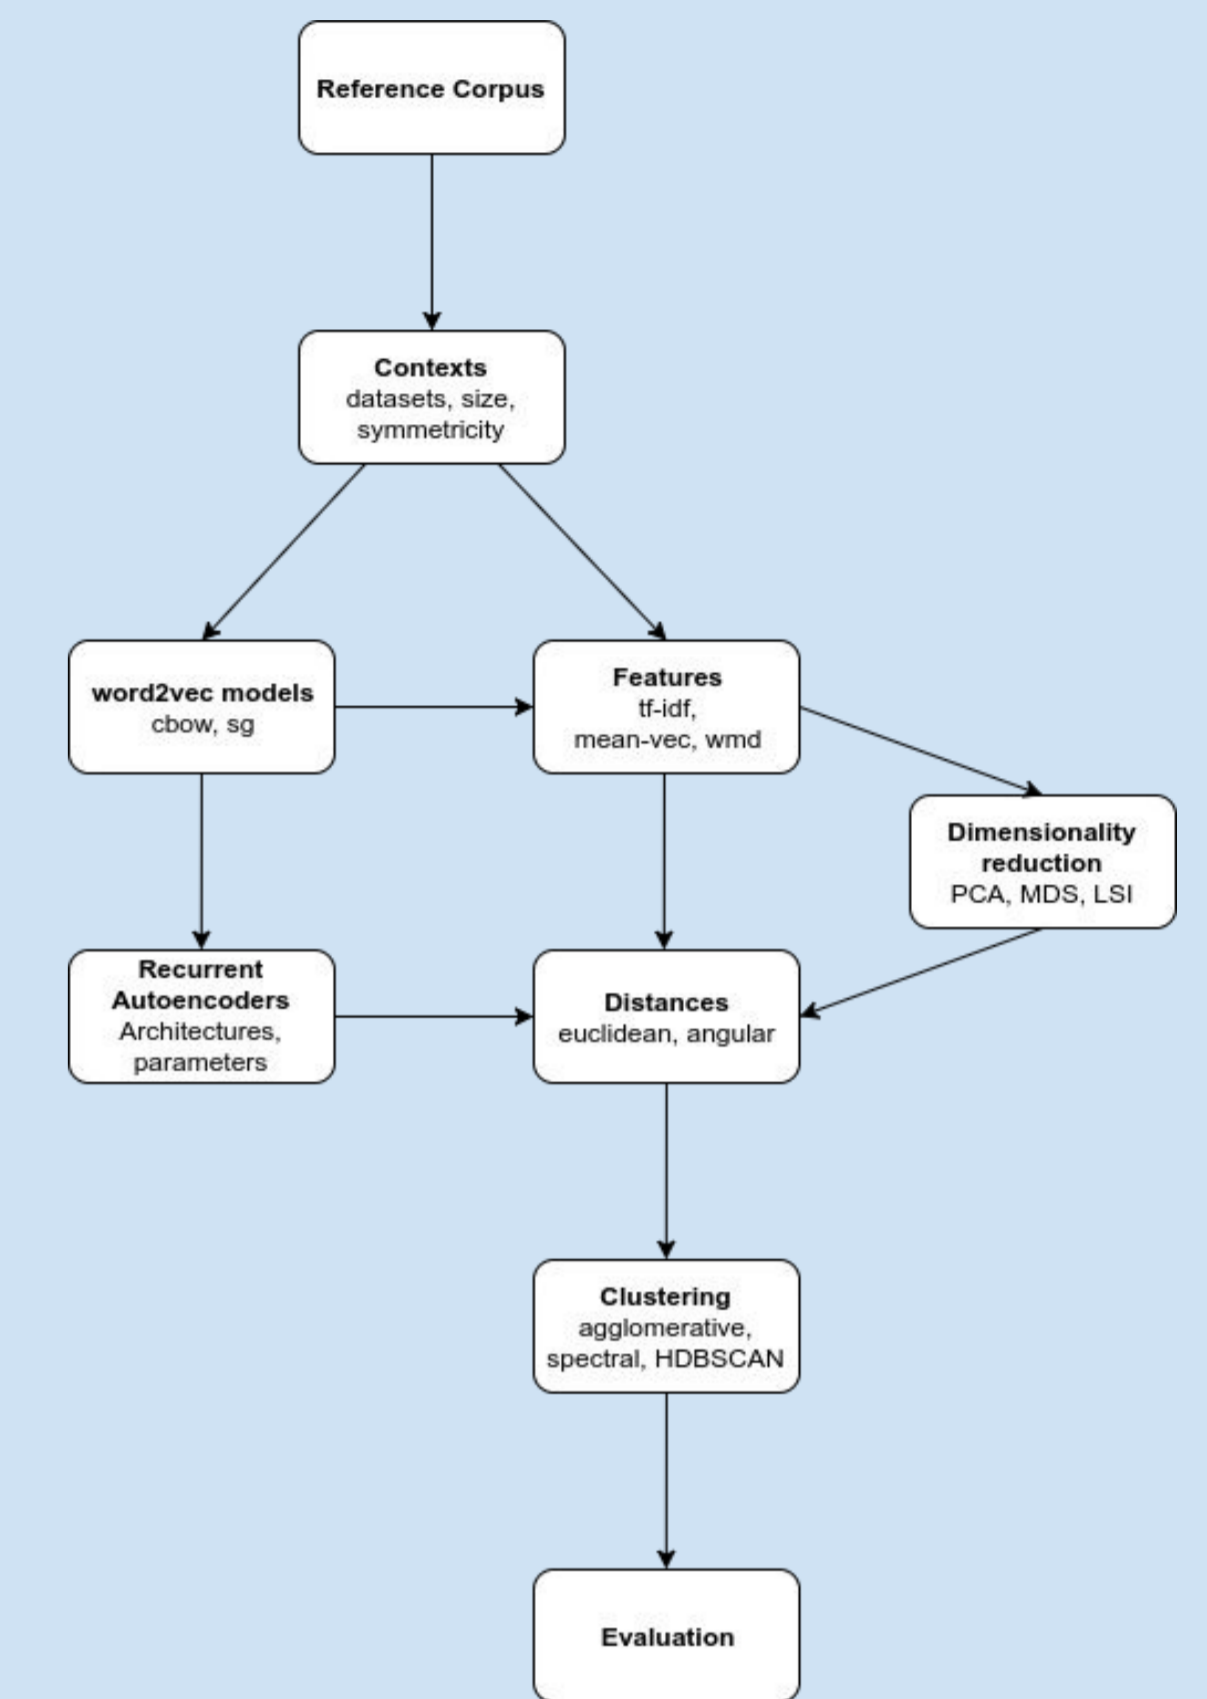 Reference Corpus
Contexts
datasets, size,
symmetricity
word2vec models
cbow, sg
Features
tf-idf,
mean-vec, wmd
Dimensionality
reduction
PCA, MDS, LSI
Recurrent
Autoencoders
Architectures,
parameters
Distances
euclidean, angular
Clustering
agglomerative,
spectral, HDBSCAN
Evaluation